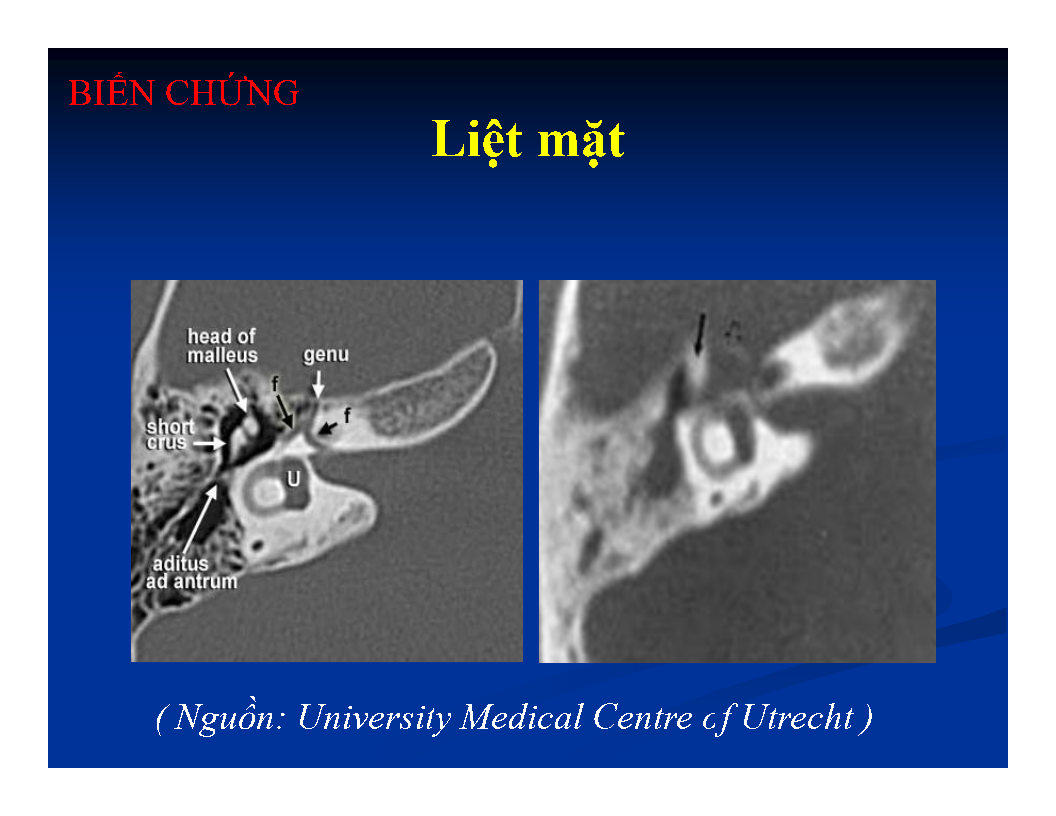 BIẾN CHỨNG
Liệt mặt
head of
malleus
genu
f
f
short
crus
U
aditus
ad antrum
( Nguồn: University Medical Centre of Utrecht )